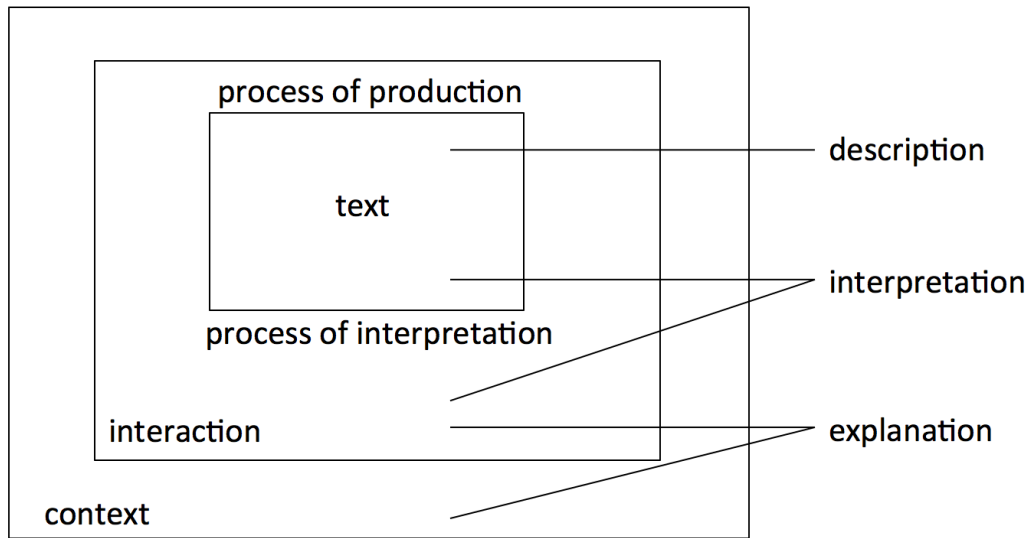 process of production
description
text
interpretation
process of interpretation
interaction
explanation
context